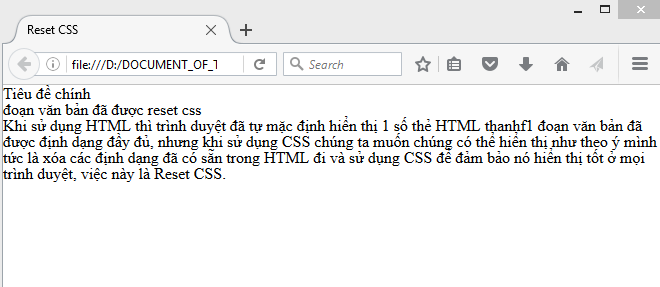 Reset CSS
file:///D:/DOCUMENT_OF_T
Search
Tiêu đề chính
đoạn văn bản đã được reset css
Khi sử dụng HTML thì trình duyệt đã tự mặc định hiển thị 1 số thẻ HTML thanhf1 đoạn văn bản đã
được định dạng đầy đủ, nhưng khi sử dụng CSS chúng ta muốn chúng có thể hiển thị như theo ý mình
tức là xóa các định dạng đã có sẵn trong HTML đi và sử dụng CSS để đảm bảo nó hiển thị tốt ở mọi
trình duyệt, việc này là Reset CSS.